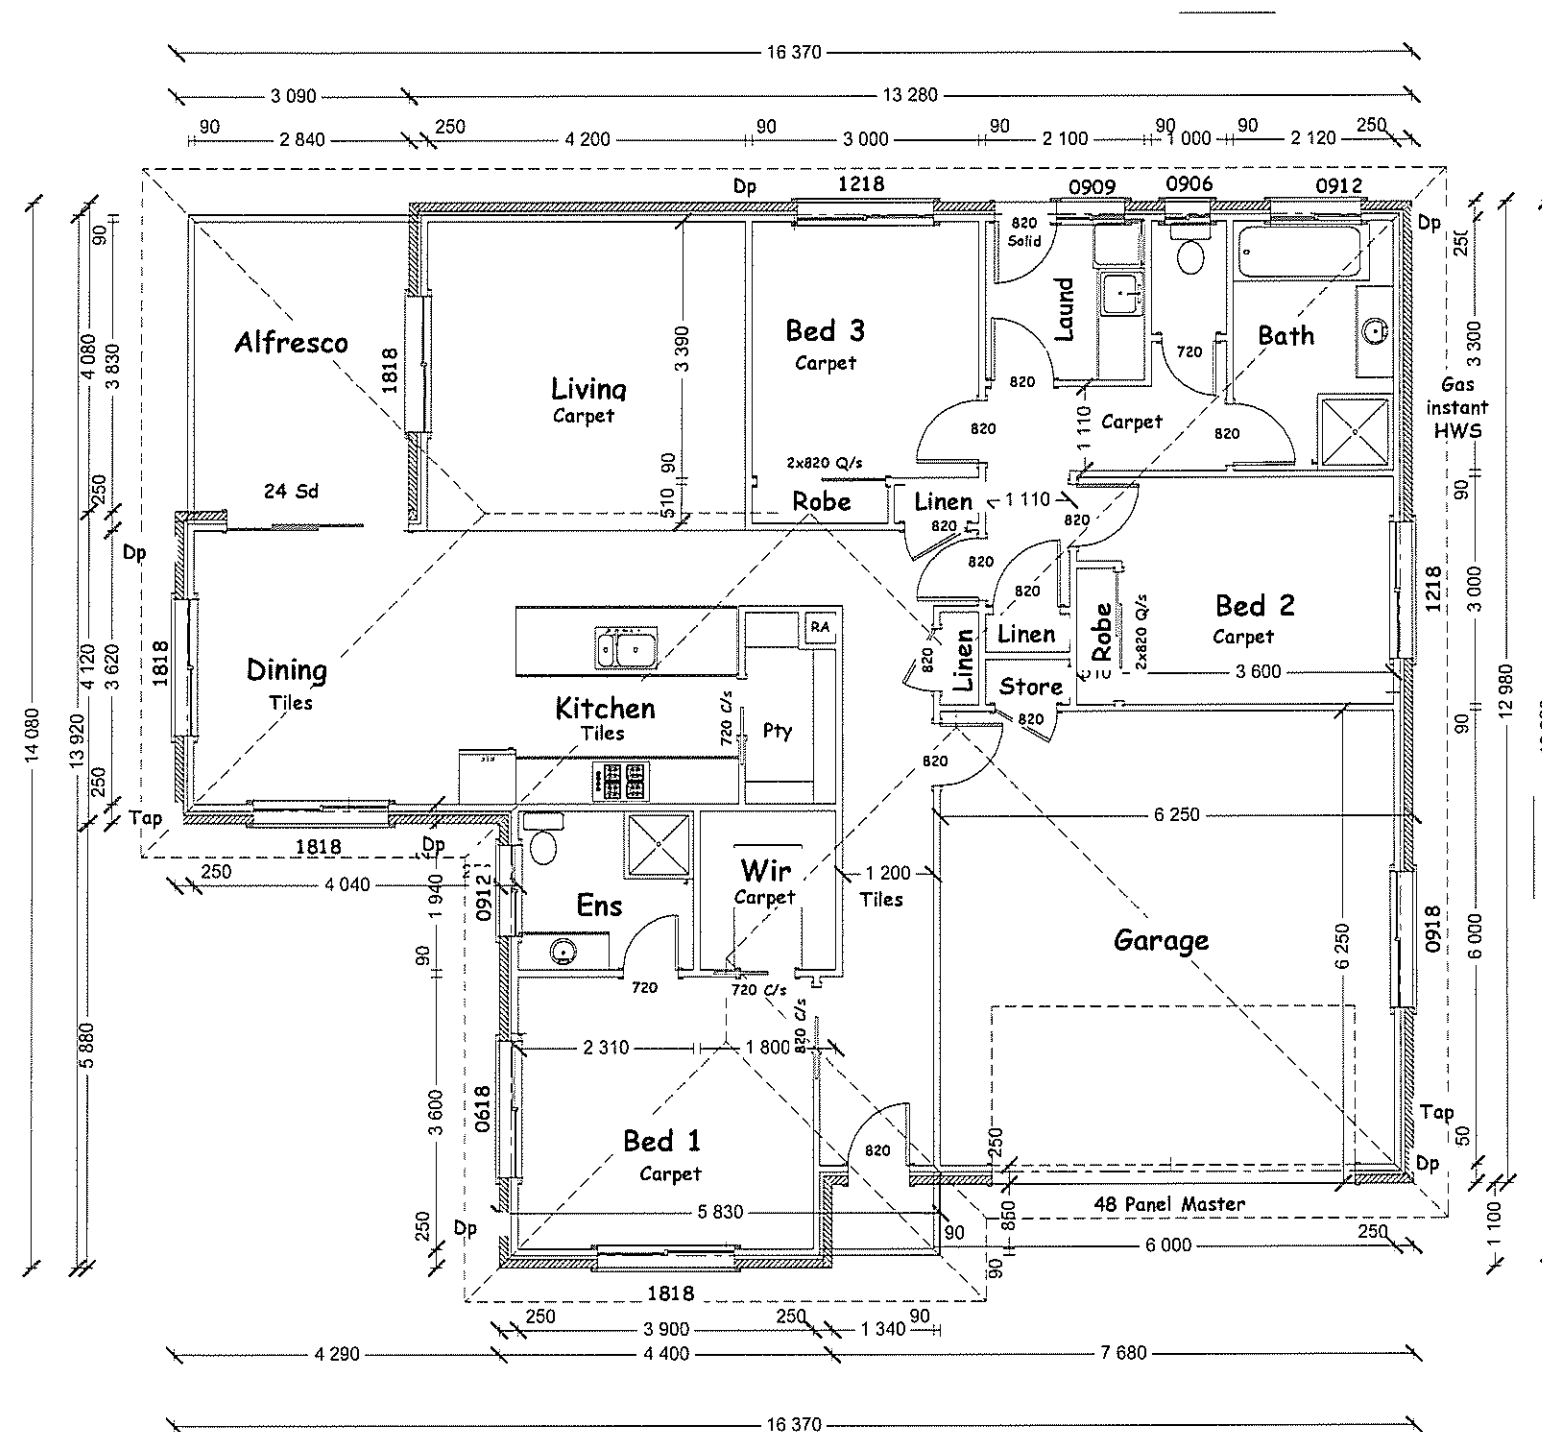 16 370
3 090
13 280
90
2 840
250
4 200
90
3 000
90
2 100
90
1 000
90
2 120
250
Dp
1218
0909
0906
0912
Dp
820
Solid
Alfresco
1818
Living
Carpet
3 390
Bed 3
Carpet
Laund
820
720
Bath
1 110
Carpet
820
820
Gas
instant
HWS
24 Sd
510
90
2x820 Q/s
Robe
Linen
820
1 110
820
Dp
820
820
Dining
Tiles
1818
Kitchen
Tiles
RA
720 C/s
Pty
820
Linen
Linen
Store
820
Robe
2x820 Q/s
Bed 2
Carpet
3 600
1218
820
Tap
1818
Dp
250
4 040
0912
Ens
Wir
Carpet
1 200
Tiles
6 250
Garage
6 250
0918
720
720 C/s
820 C/s
2 310
1 800
0618
Bed 1
Carpet
820
250
Tap
Dp
5 830
90
850
90
48 Panel Master
6 000
250
Dp
1818
250
3 900
250
1 340
90
4 290
4 400
7 680
16 370
14 080
13 920
4 080
4 120
5 880
90
3 830
250
3 620
250
1 940
90
3 600
250
3 300
90
3 000
90
6 000
50
12 980
1 100